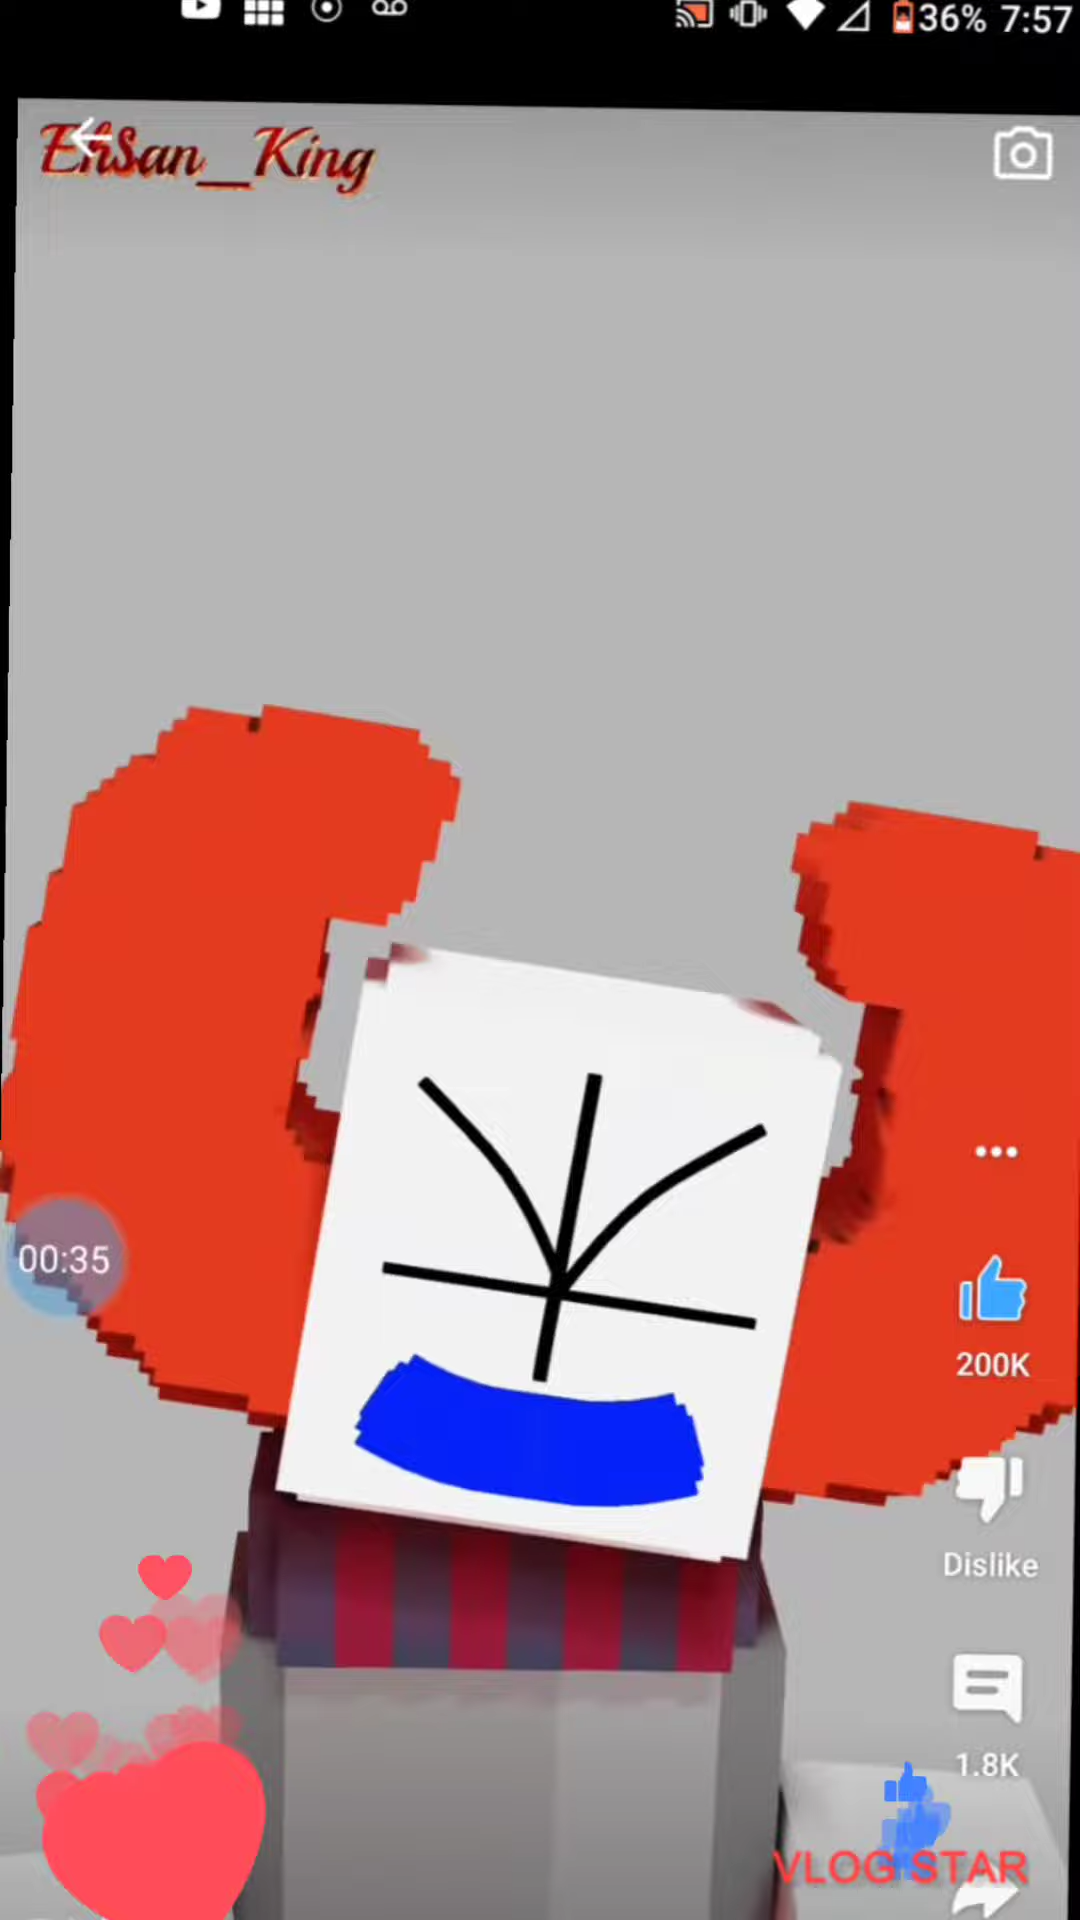 36% 7:57
Ehsan_King
00:35
200K
Dislike
1.8K
VLOG STAR